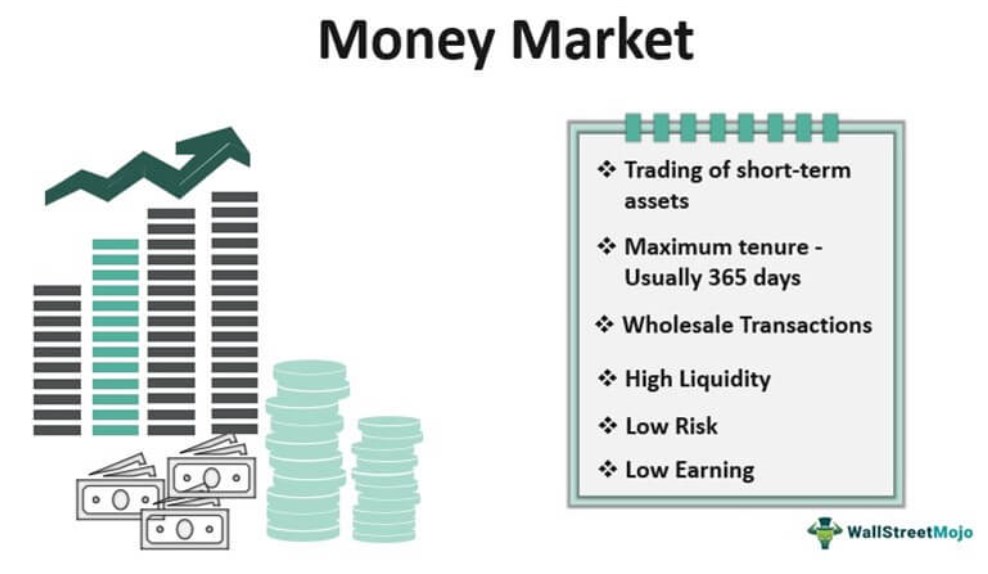 Money Market
❖ Trading of short-term
assets
❖ Maximum tenure -
Usually 365 days
❖ Wholesale Transactions
❖ High Liquidity
❖ Low Risk
❖ Low Earning
WallStreetMojo